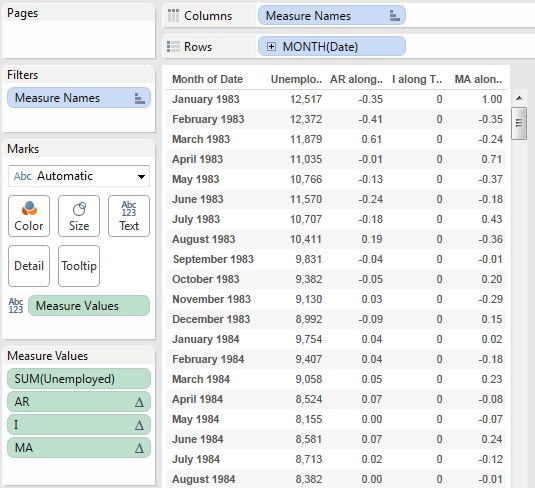 Pages
Columns Measure Names
Rows MONTH(Date)
Filters
Measure Names
Marks
Abc Automatic
Color Size Abc 123 Text
Detail Tooltip
Abc 123 Measure Values
Measure Values
SUM(Unemployed)
AR Δ
I Δ
MA Δ
Month of Date Unemplo.. AR along.. I along T.. MA alon..
January 1983 12,517 -0.35 0 1.00
February 1983 12,372 -0.41 0 -0.35
March 1983 11,879 0.61 0 -0.24
April 1983 11,035 -0.01 0 0.71
May 1983 10,766 -0.13 0 -0.37
June 1983 11,570 -0.24 0 -0.18
July 1983 10,707 -0.18 0 0.43
August 1983 10,411 0.19 0 -0.36
September 1983 9,831 -0.04 0 -0.01
October 1983 9,382 -0.05 0 0.20
November 1983 9,130 0.03 0 -0.29
December 1983 8,992 -0.09 0 0.15
January 1984 9,754 0.04 0 0.02
February 1984 9,407 0.04 0 -0.18
March 1984 9,058 0.05 0 0.23
April 1984 8,524 0.07 0 -0.08
May 1984 8,155 0.00 0 -0.07
June 1984 8,581 0.07 0 0.24
July 1984 8,713 0.02 0 -0.12
August 1984 8,382 0.00 0 -0.01